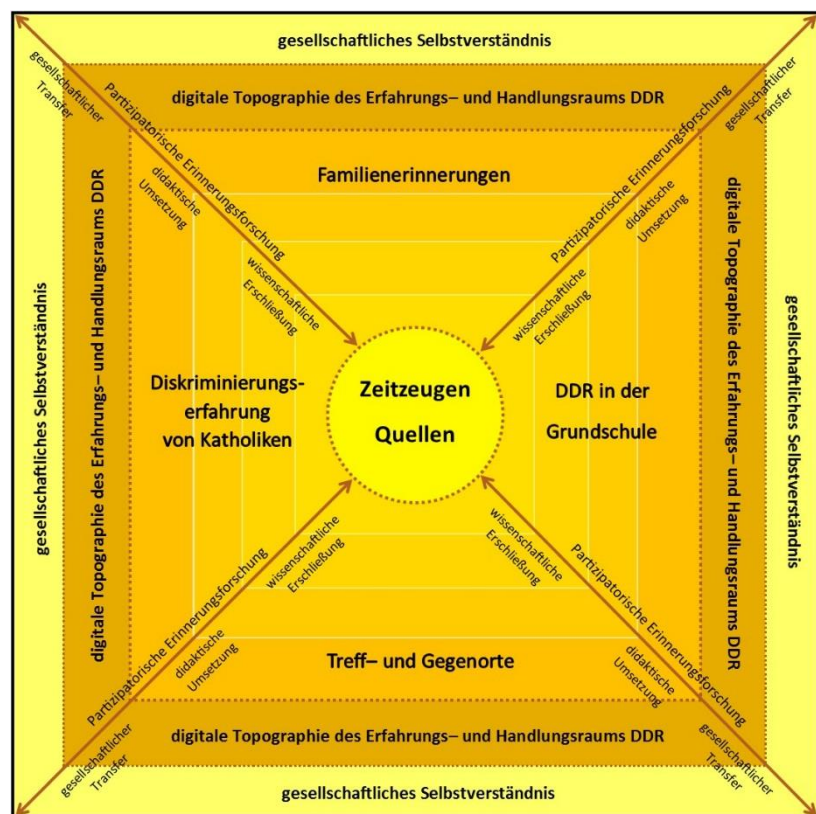 gesellschaftliches Selbstverständnis
gesellschaftlicher
Transfer
Partizipatorische Erinnerungsforschung
digitale Topographie des Erfahrungs– und Handlungsraums DDR
Partizipatorische Erinnerungsforschung
gesellschaftlicher
Transfer
didaktische
Umsetzung
Familienerinnerungen
didaktische
Umsetzung
wissenschaftliche
Erschließung
wissenschaftliche
Erschließung
gesellschaftliches Selbstverständnis
digitale Topographie des Erfahrungs– und Handlungsraums DDR
Diskriminierungs-
erfahrung
von Katholiken
Zeitzeugen
Quellen
DDR in der
Grundschule
digitale Topographie des Erfahrungs– und Handlungsraums DDR
gesellschaftliches Selbstverständnis
wissenschaftliche
Erschließung
wissenschaftliche
Erschließung
Partizipatorische Erinnerungsforschung
didaktische
Umsetzung
Treff– und Gegenorte
didaktische
Umsetzung
Partizipatorische Erinnerungsforschung
gesellschaftlicher
Transfer
digitale Topographie des Erfahrungs– und Handlungsraums DDR
gesellschaftlicher
Transfer
gesellschaftliches Selbstverständnis